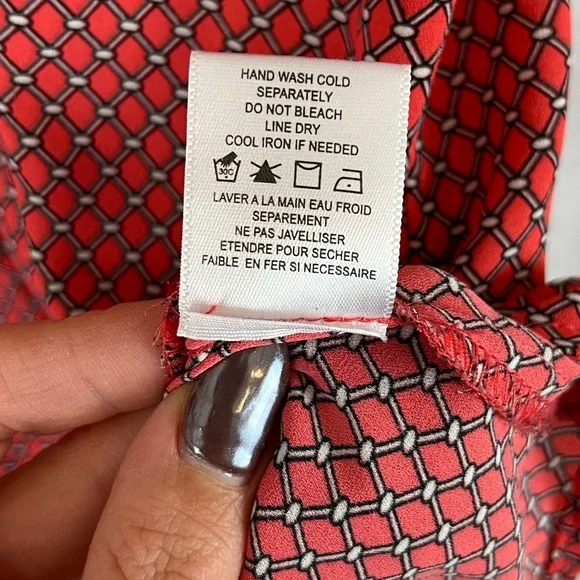 HAND WASH COLD
SEPARATELY
DO NOT BLEACH
LINE DRY
COOL IRON IF NEEDED
30C
LAVER A LA MAIN EAU FROID
SEPAREMENT
NE PAS JAVELLISER
ETENDRE POUR SECHER
FAIBLE EN FER SI NECESSAIRE